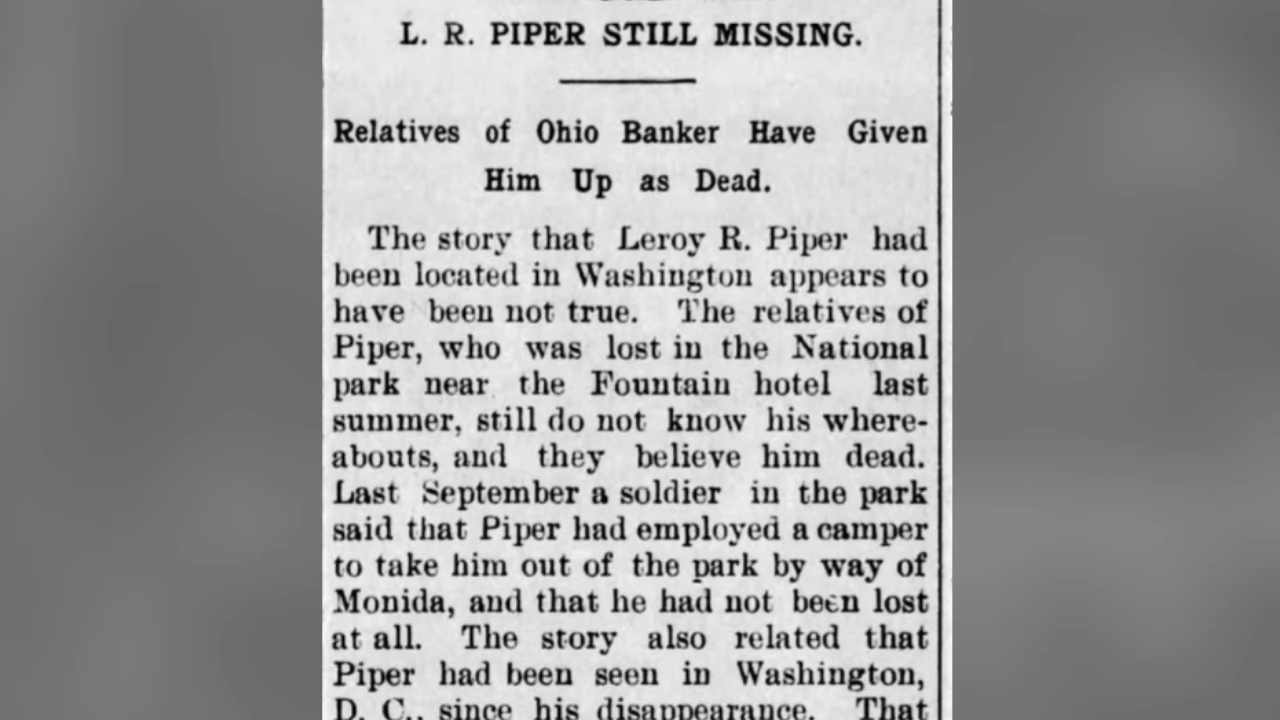 L. R. PIPER STILL MISSING.
Relatives of Ohio Banker Have Given
Him Up as Dead.
The story that Leroy R. Piper had
been located in Washington appears to
have been not true. The relatives of
Piper, who was lost in the National
park near the Fountain hotel last
summer, still do not know his where-
abouts, and they believe him dead.
Last September a soldier in the park
said that Piper had employed a camper
to take him out of the park by way of
Monida, and that he had not been lost
at all. The story also related that
Piper had been seen in Washington,
D. C., since his disappearance. That